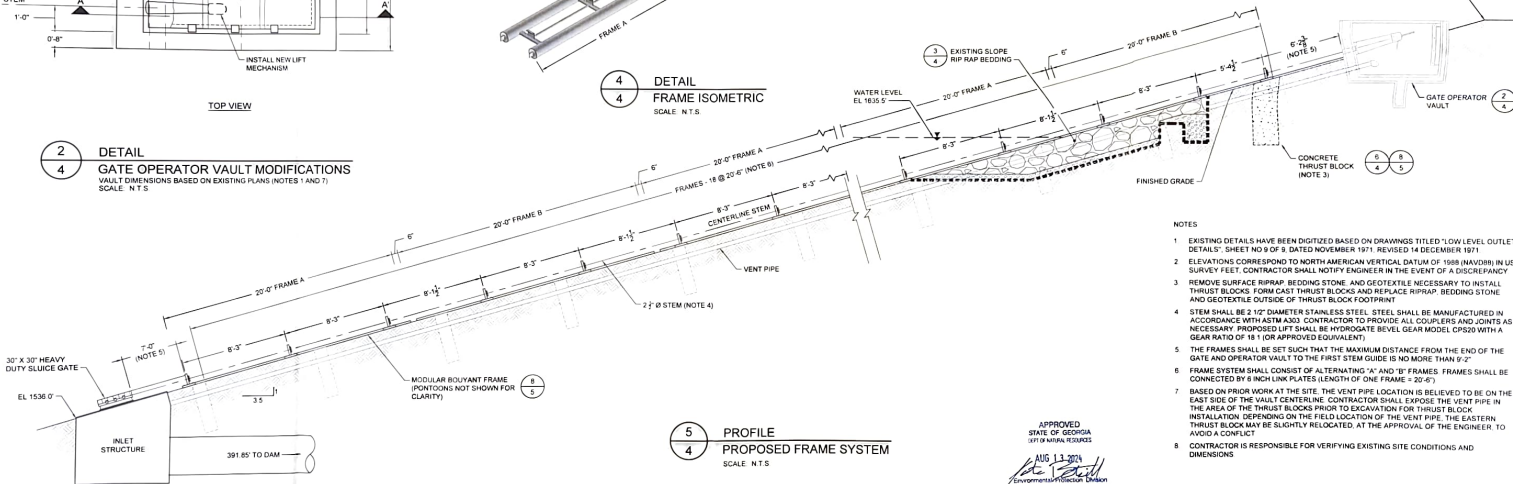 STEM
A
A'
1'-0"
0'-8"
INSTALL NEW LIFT
MECHANISM
TOP VIEW
2
4
DETAIL
GATE OPERATOR VAULT MODIFICATIONS
VAULT DIMENSIONS BASED ON EXISTING PLANS (NOTES 1 AND 7)
SCALE N.T.S
FRAME A
4
4
DETAIL
FRAME ISOMETRIC
SCALE N.T.S.
3
4
EXISTING SLOPE
RIP RAP BEDDING
WATER LEVEL
EL 1635.5'
20'-0" FRAME A
6"
20'-0" FRAME B
6'-2⅜"
(NOTE 5)
5'-4½"
8'-3"
8'-1½"
8'-3"
GATE OPERATOR
VAULT
2
4
CONCRETE
THRUST BLOCK
(NOTE 3)
6
4
8
5
FINISHED GRADE
20'-0" FRAME A
6"
20'-0" FRAME B
6"
20'-0" FRAME A
FRAMES - 18 @ 20'-6" (NOTE 6)
8'-3"
8'-3"
CENTERLINE STEM
8'-1½"
8'-3"
8'-1½"
8'-3"
7'-0"
(NOTE 5)
VENT PIPE
2½" Ø STEM (NOTE 4)
30" X 30" HEAVY
DUTY SLUICE GATE
EL 1536.0'
MODULAR BOUYANT FRAME
(PONTOONS NOT SHOWN FOR
CLARITY)
8
5
1
3.5
INLET
STRUCTURE
391.85' TO DAM
5
4
PROFILE
PROPOSED FRAME SYSTEM
SCALE N.T.S
APPROVED
STATE OF GEORGIA
DEPT OF NATURAL RESOURCES
AUG 13 2024
Environmental Protection Division
NOTES
1 EXISTING DETAILS HAVE BEEN DIGITIZED BASED ON DRAWINGS TITLED "LOW LEVEL OUTLET
DETAILS", SHEET NO 9 OF 9, DATED NOVEMBER 1971, REVISED 14 DECEMBER 1971
2 ELEVATIONS CORRESPOND TO NORTH AMERICAN VERTICAL DATUM OF 1988 (NAVD88) IN US
SURVEY FEET, CONTRACTOR SHALL NOTIFY ENGINEER IN THE EVENT OF A DISCREPANCY
3 REMOVE SURFACE RIPRAP, BEDDING STONE, AND GEOTEXTILE NECESSARY TO INSTALL
THRUST BLOCKS. FORM CAST THRUST BLOCKS AND REPLACE RIPRAP, BEDDING STONE
AND GEOTEXTILE OUTSIDE OF THRUST BLOCK FOOTPRINT
4 STEM SHALL BE 2 1/2" DIAMETER STAINLESS STEEL. STEEL SHALL BE MANUFACTURED IN
ACCORDANCE WITH ASTM A303. CONTRACTOR TO PROVIDE ALL COUPLERS AND JOINTS AS
NECESSARY. PROPOSED LIFT SHALL BE HYDROGATE BEVEL GEAR MODEL CPS20 WITH A
GEAR RATIO OF 18 1 (OR APPROVED EQUIVALENT)
5 THE FRAMES SHALL BE SET SUCH THAT THE MAXIMUM DISTANCE FROM THE END OF THE
GATE AND OPERATOR VAULT TO THE FIRST STEM GUIDE IS NO MORE THAN 9'-2"
6 FRAME SYSTEM SHALL CONSIST OF ALTERNATING "A" AND "B" FRAMES. FRAMES SHALL BE
CONNECTED BY 6 INCH LINK PLATES (LENGTH OF ONE FRAME = 20'-6")
7 BASED ON PRIOR WORK AT THE SITE, THE VENT PIPE LOCATION IS BELIEVED TO BE ON THE
EAST SIDE OF THE VAULT CENTERLINE. CONTRACTOR SHALL EXPOSE THE VENT PIPE IN
THE AREA OF THE THRUST BLOCKS PRIOR TO EXCAVATION FOR THRUST BLOCK
INSTALLATION. DEPENDING ON THE FIELD LOCATION OF THE VENT PIPE, THE EASTERN
THRUST BLOCK MAY BE SLIGHTLY RELOCATED, AT THE APPROVAL OF THE ENGINEER, TO
AVOID A CONFLICT
8 CONTRACTOR IS RESPONSIBLE FOR VERIFYING EXISTING SITE CONDITIONS AND
DIMENSIONS